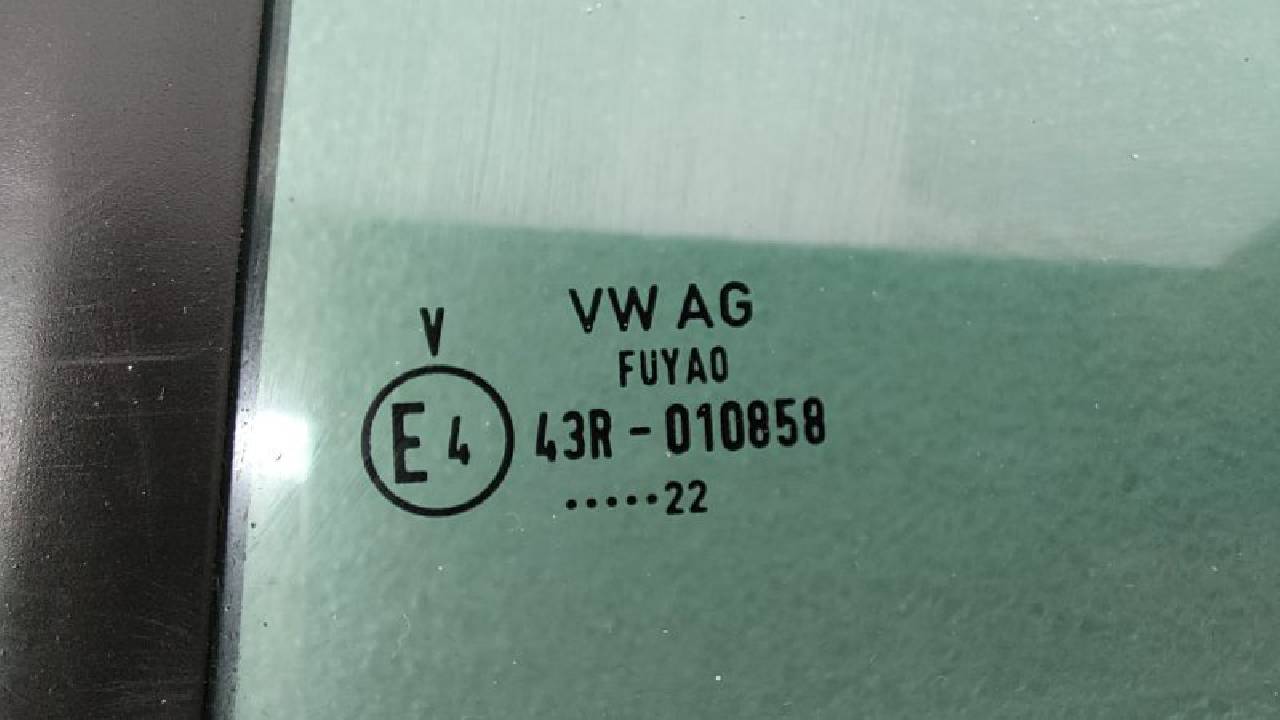 VW AG
FUYAO
V
E 4
43R - 010858
·····22